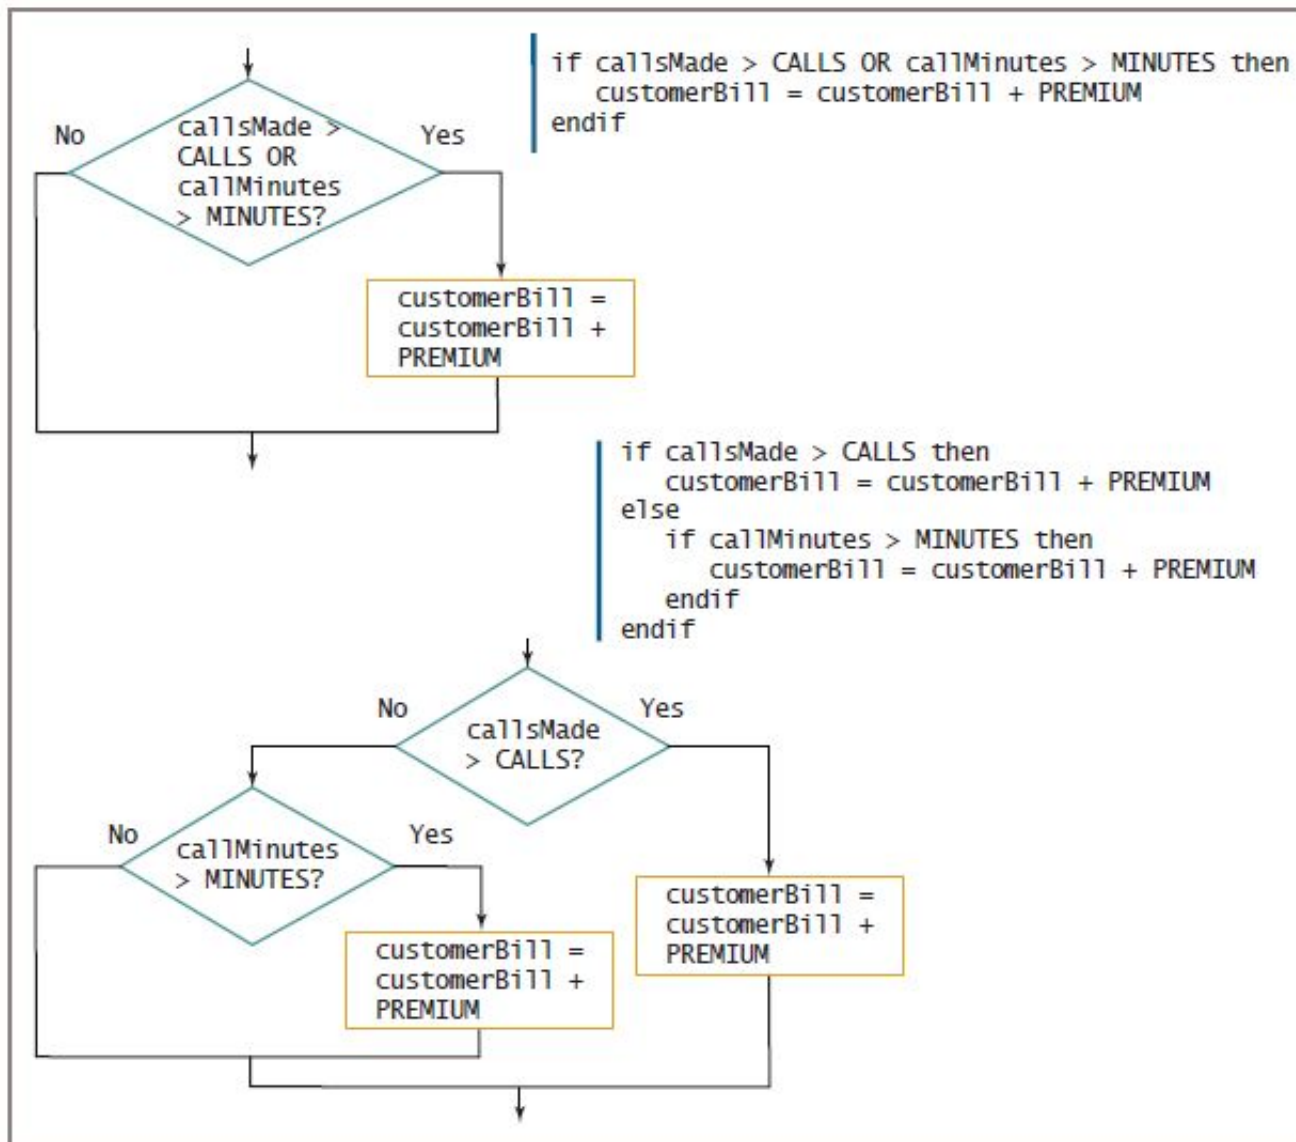 if callsMade > CALLS OR callMinutes > MINUTES then
   customerBill = customerBill + PREMIUM
endif
No
callsMade >
CALLS OR
callMinutes
> MINUTES?
Yes
customerBill =
customerBill +
PREMIUM
if callsMade > CALLS then
   customerBill = customerBill + PREMIUM
else
   if callMinutes > MINUTES then
      customerBill = customerBill + PREMIUM
   endif
endif
No
callsMade
> CALLS?
Yes
No
callMinutes
> MINUTES?
Yes
customerBill =
customerBill +
PREMIUM
customerBill =
customerBill +
PREMIUM